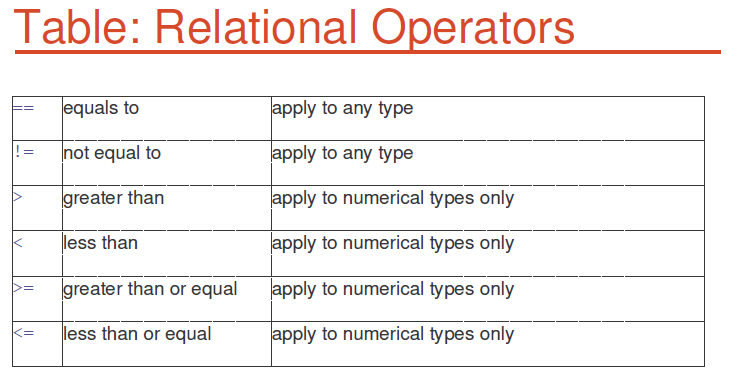 Table: Relational Operators
== equals to apply to any type
!= not equal to apply to any type
> greater than apply to numerical types only
< less than apply to numerical types only
>= greater than or equal apply to numerical types only
<= less than or equal apply to numerical types only